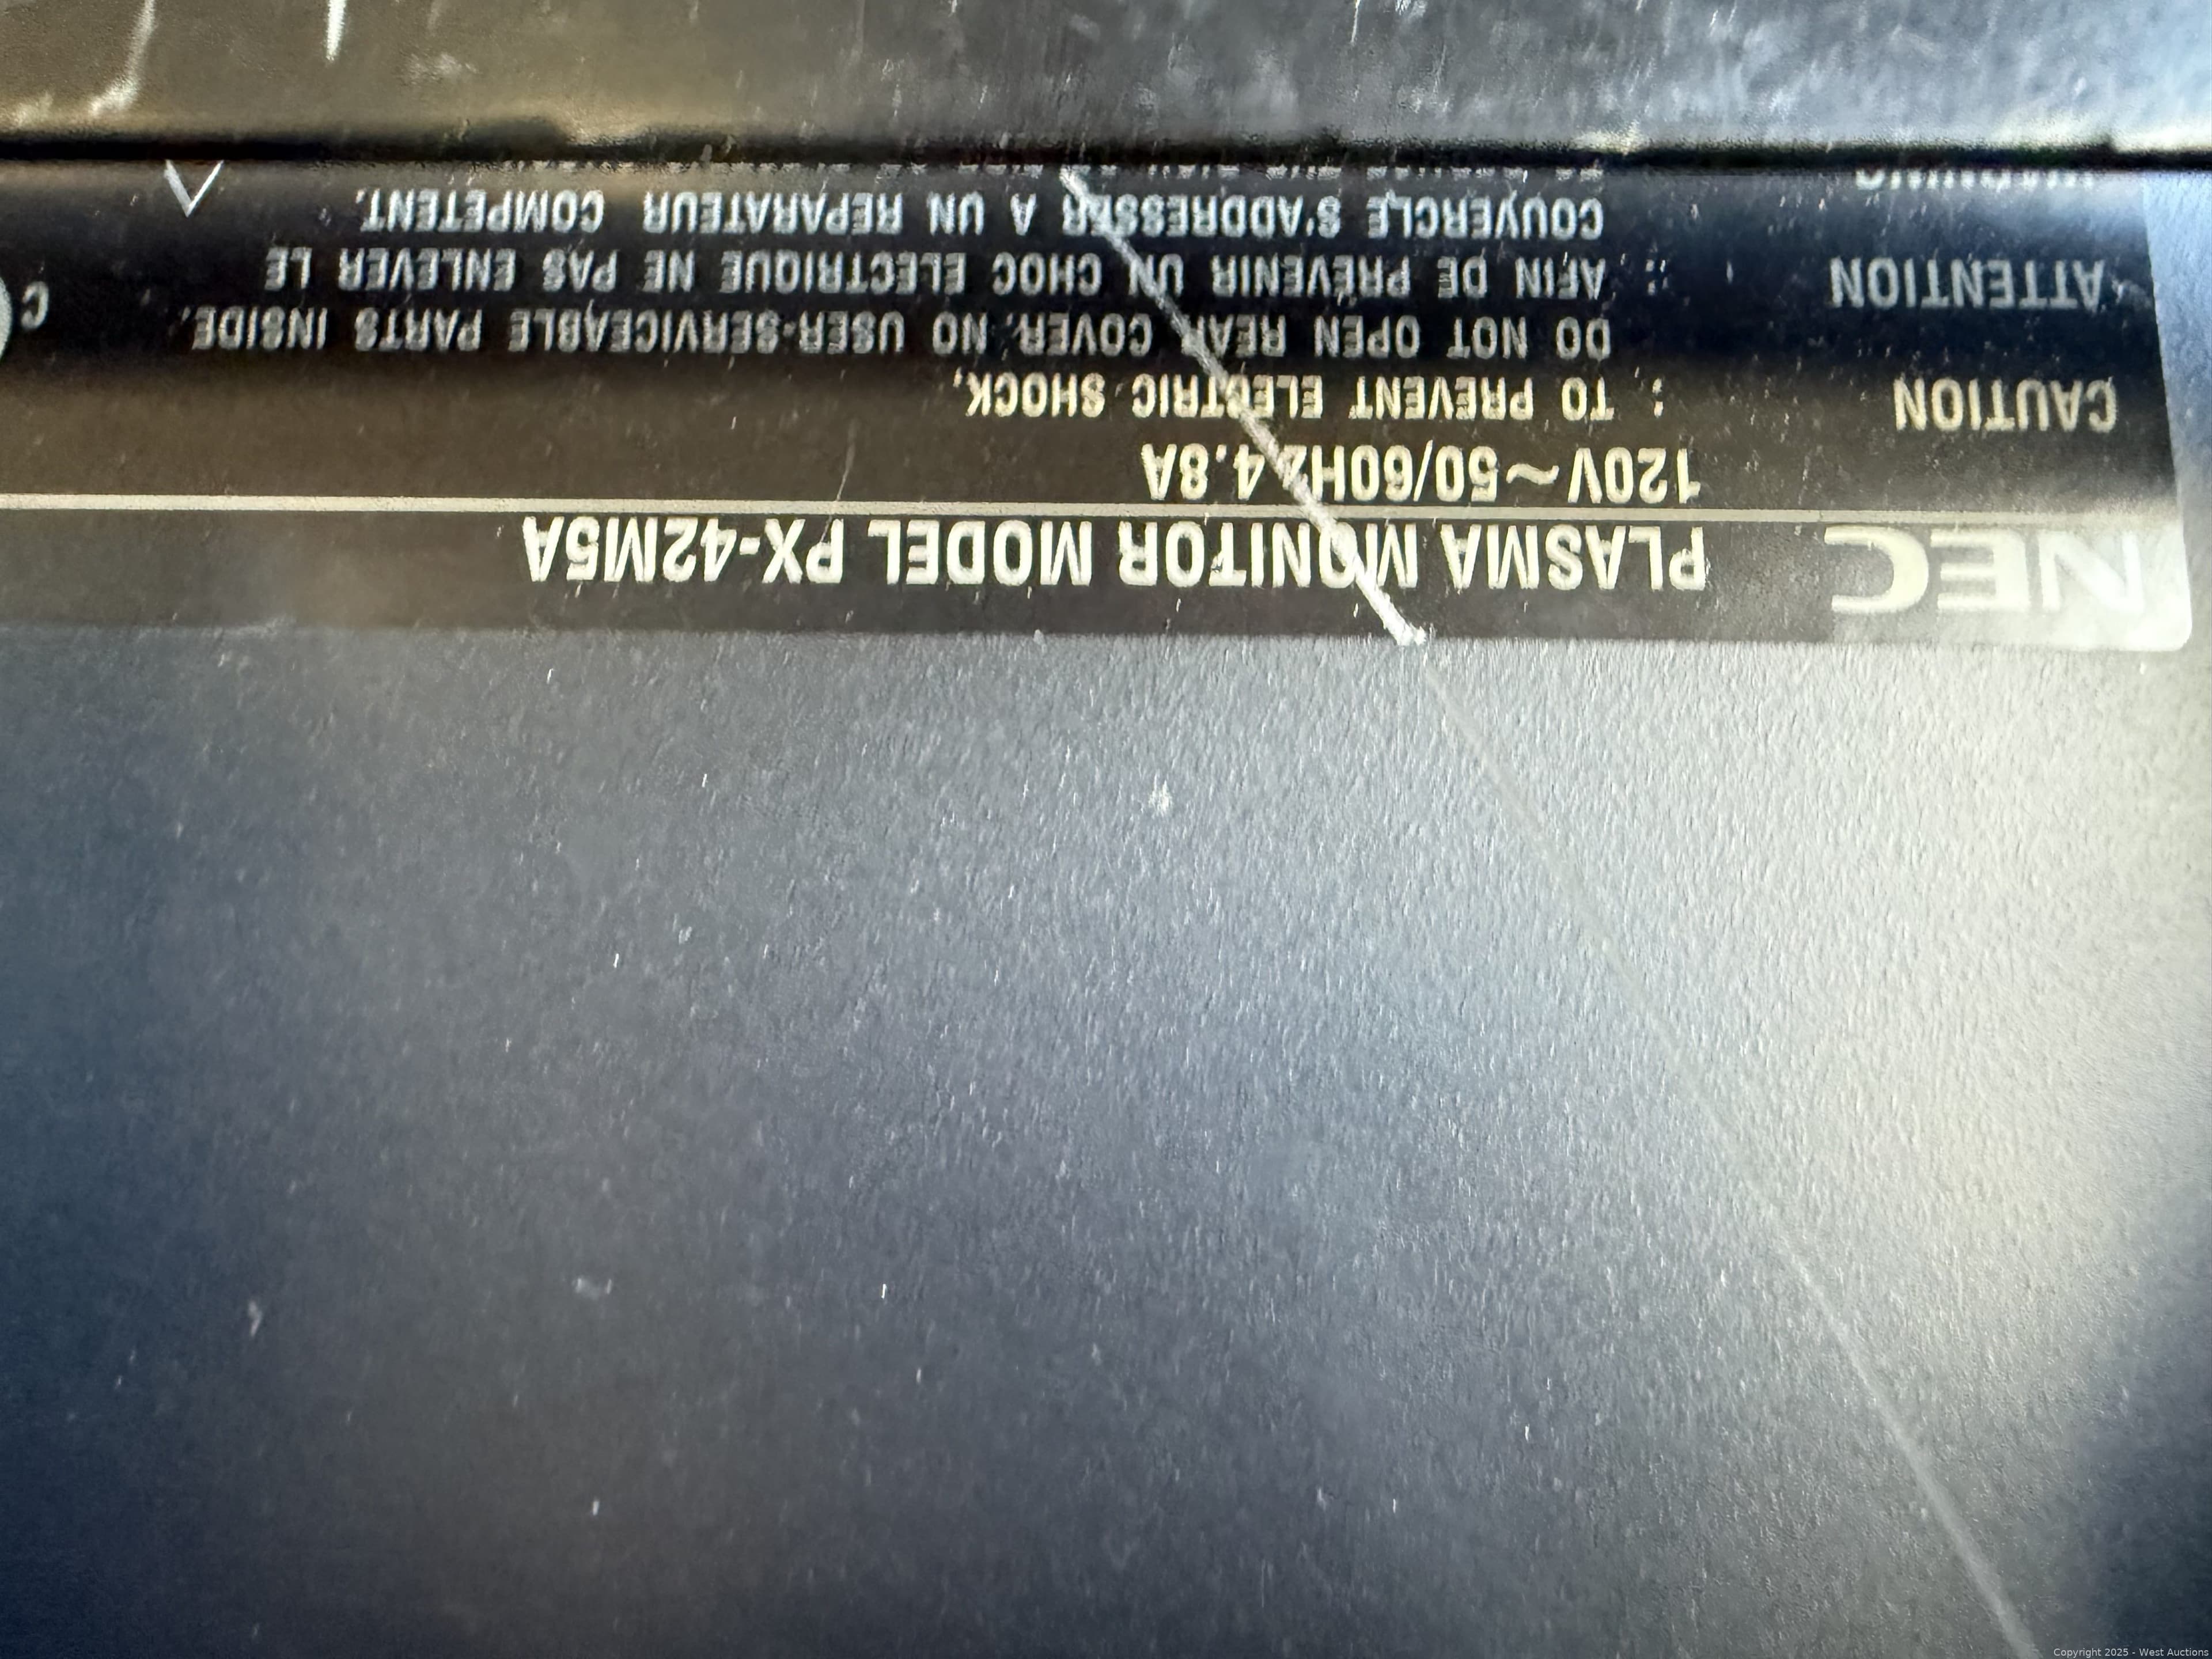 NEC PLASMA MONITOR MODEL PX-42M5A
120V~50/60Hz 4.8A
CAUTION : TO PREVENT ELECTRIC SHOCK,
DO NOT OPEN REAR COVER, NO USER-SERVICEABLE PARTS INSIDE.
ATTENTION : AFIN DE PREVENIR UN CHOC ELECTRIQUE NE PAS ENLEVER LE
COUVERCLE S'ADDRESSER A UN REPARATEUR COMPETENT.
C
Copyright 2025 - West Auctions